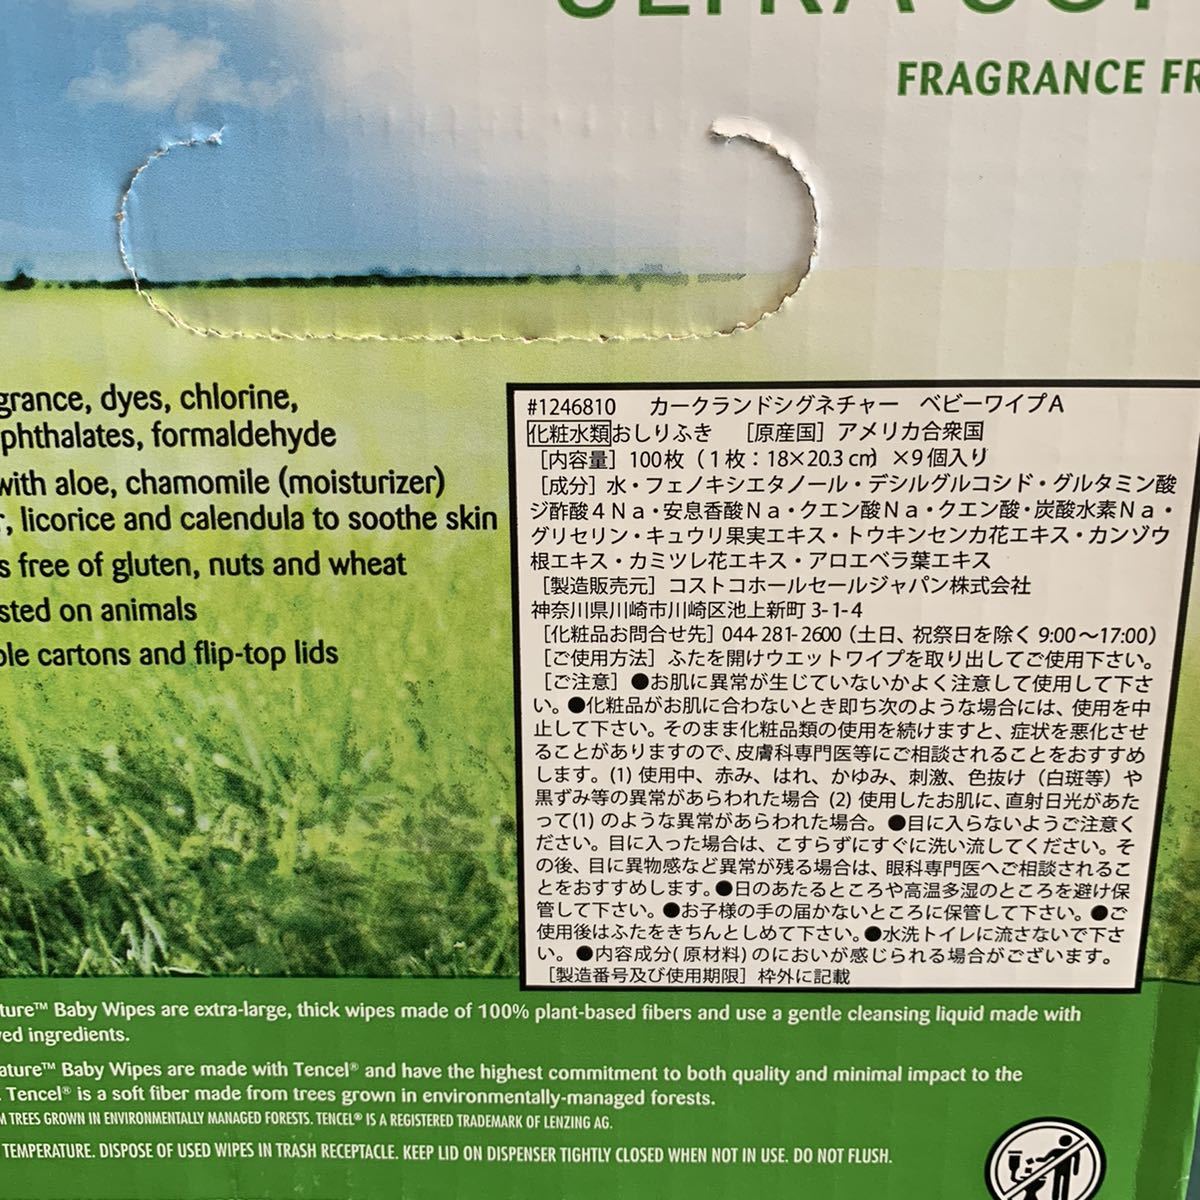 FRAGRANCE
grance, dyes, chlorine,
phthalates, formaldehyde
with aloe, chamomile (moisturizer)
, licorice and calendula to soothe skin
s free of gluten, nuts and wheat
sted on animals
ble cartons and flip-top lids
#1246810 カークランドシグネチャー ベビーワイプA
化粧水類 おしりふき [原産国] アメリカ合衆国
[内容量] 100枚(1枚:18×20.3cm) ×9個入り
[成分] 水・フェノキシエタノール・デシルグルコシド・グルタミン酸
ジ酢酸4Na・安息香酸Na・クエン酸Na・クエン酸・炭酸水素Na・
グリセリン・キュウリ果実エキス・トウキンセンカ花エキス・カンゾウ
根エキス・カミツレ花エキス・アロエベラ葉エキス
[製造販売元] コストコホールセールジャパン株式会社
神奈川県川崎市川崎区池上新町 3-1-4
[化粧品お問合せ先] 044-281-2600(土日、祝祭日を除く 9:00~17:00)
[ご使用方法] ふたを開けウエットワイプを取り出してご使用下さい。
[ご注意] ●お肌に異常が生じていないかよく注意して使用して下さ
い。●化粧品がお肌に合わないとき即ち次のような場合には、使用を中
止して下さい。そのまま化粧品類の使用を続けますと、症状を悪化させ
ることがありますので、皮膚科専門医等にご相談されることをおすすめ
します。(1) 使用中、赤み、はれ、かゆみ、刺激、色抜け(白斑等)や
黒ずみ等の異常があらわれた場合 (2) 使用したお肌に、直射日光があた
って(1) のような異常があらわれた場合。●目に入らないようご注意く
ださい。目に入った場合は、こすらずにすぐに洗い流してください。そ
の後、目に異物感など異常が残る場合は、眼科専門医へご相談されるこ
とをおすすめします。●日のあたるところや高温多湿のところを避け保
管して下さい。●お子様の手の届かないところに保管して下さい。●ご
使用後はふたをきちんとしめて下さい。●水洗トイレに流さないで下さ
い。●内容成分(原材料)のにおいが感じられる場合がございます。
[製造番号及び使用期限] 枠外に記載
ture™ Baby Wipes are extra-large, thick wipes made of 100% plant-based fibers and use a gentle cleansing liquid made with
ved ingredients.
ature™ Baby Wipes are made with Tencel® and have the highest commitment to both quality and minimal impact to the
. Tencel® is a soft fiber made from trees grown in environmentally-managed forests.
M TREES GROWN IN ENVIRONMENTALLY MANAGED FORESTS. TENCEL® IS A REGISTERED TRADEMARK OF LENZING AG.
TEMPERATURE. DISPOSE OF USED WIPES IN TRASH RECEPTACLE. KEEP LID ON DISPENSER TIGHTLY CLOSED WHEN NOT IN USE. DO NOT FLUSH.